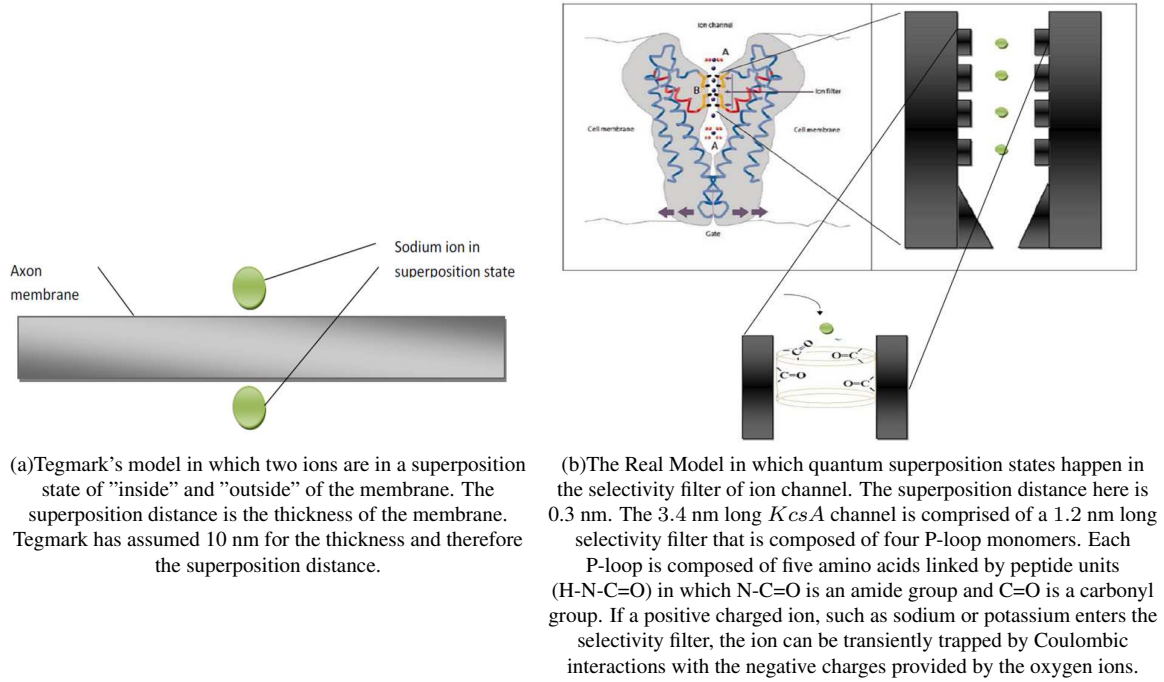 Axon
membrane
Sodium ion in
superposition state
Ion channel
A
B
Ion filter
Cell membrane
Cell membrane
A
Gate
C=O
O=C
C=O
O=C
(a)Tegmark's model in which two ions are in a superposition
state of "inside" and "outside" of the membrane. The
superposition distance is the thickness of the membrane.
Tegmark has assumed 10 nm for the thickness and therefore
the superposition distance.
(b)The Real Model in which quantum superposition states happen in
the selectivity filter of ion channel. The superposition distance here is
0.3 nm. The 3.4 nm long KcsA channel is comprised of a 1.2 nm long
selectivity filter that is composed of four P-loop monomers. Each
P-loop is composed of five amino acids linked by peptide units
(H-N-C=O) in which N-C=O is an amide group and C=O is a carbonyl
group. If a positive charged ion, such as sodium or potassium enters the
selectivity filter, the ion can be transiently trapped by Coulombic
interactions with the negative charges provided by the oxygen ions.